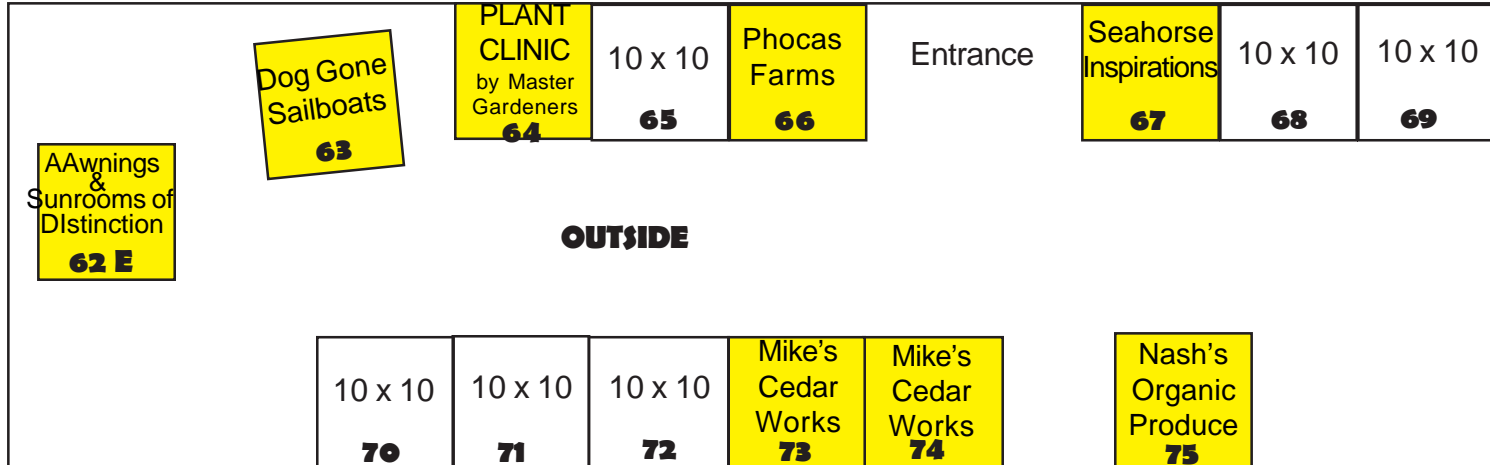 Dog Gone
Sailboats
63
PLANT
CLINIC
by Master
Gardeners
64
10 x 10
65
Phocas
Farms
66
Entrance
Seahorse
Inspirations
67
10 x 10
68
10 x 10
69
AAwnings
&
Sunrooms of
DIstinction
62 E
OUTSIDE
10 x 10
70
10 x 10
71
10 x 10
72
Mike's
Cedar
Works
73
Mike's
Cedar
Works
74
Nash's
Organic
Produce
75